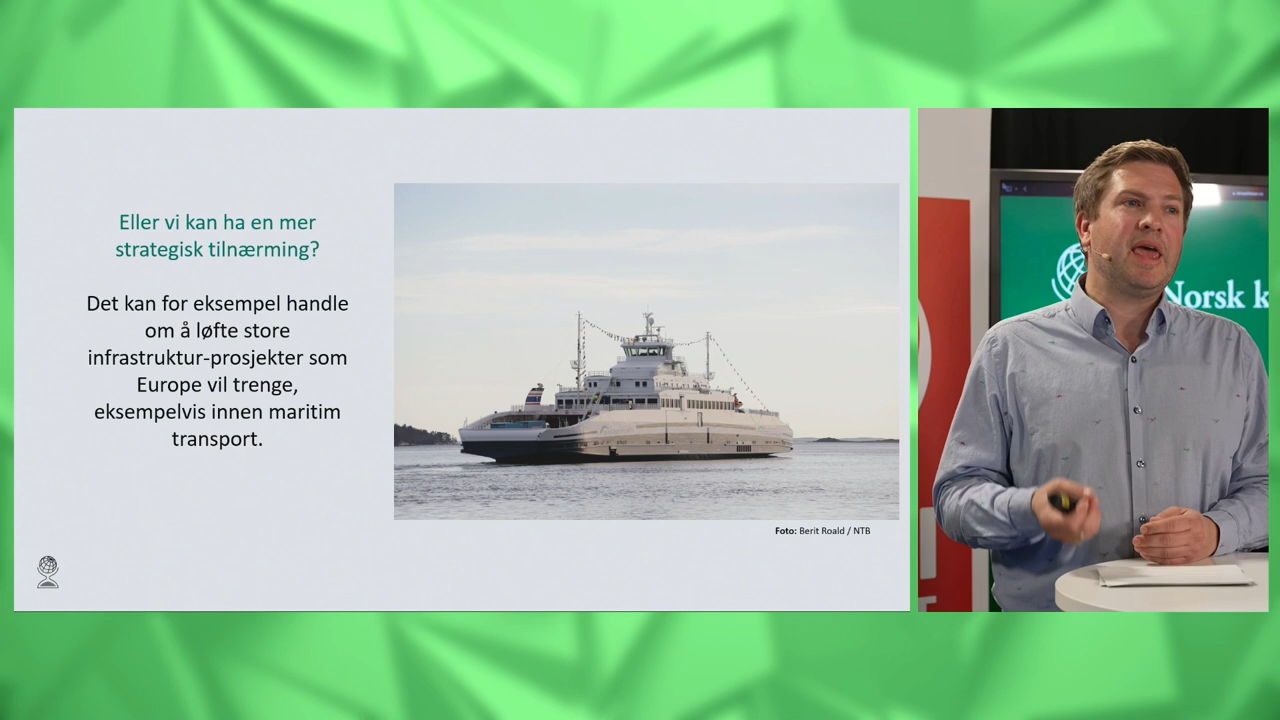 Eller vi kan ha en mer
strategisk tilnærming?
Det kan for eksempel handle
om å løfte store
infrastruktur-prosjekter som
Europe vil trenge,
eksempelvis innen maritim
transport.
Foto: Berit Roald / NTB
Norsk k